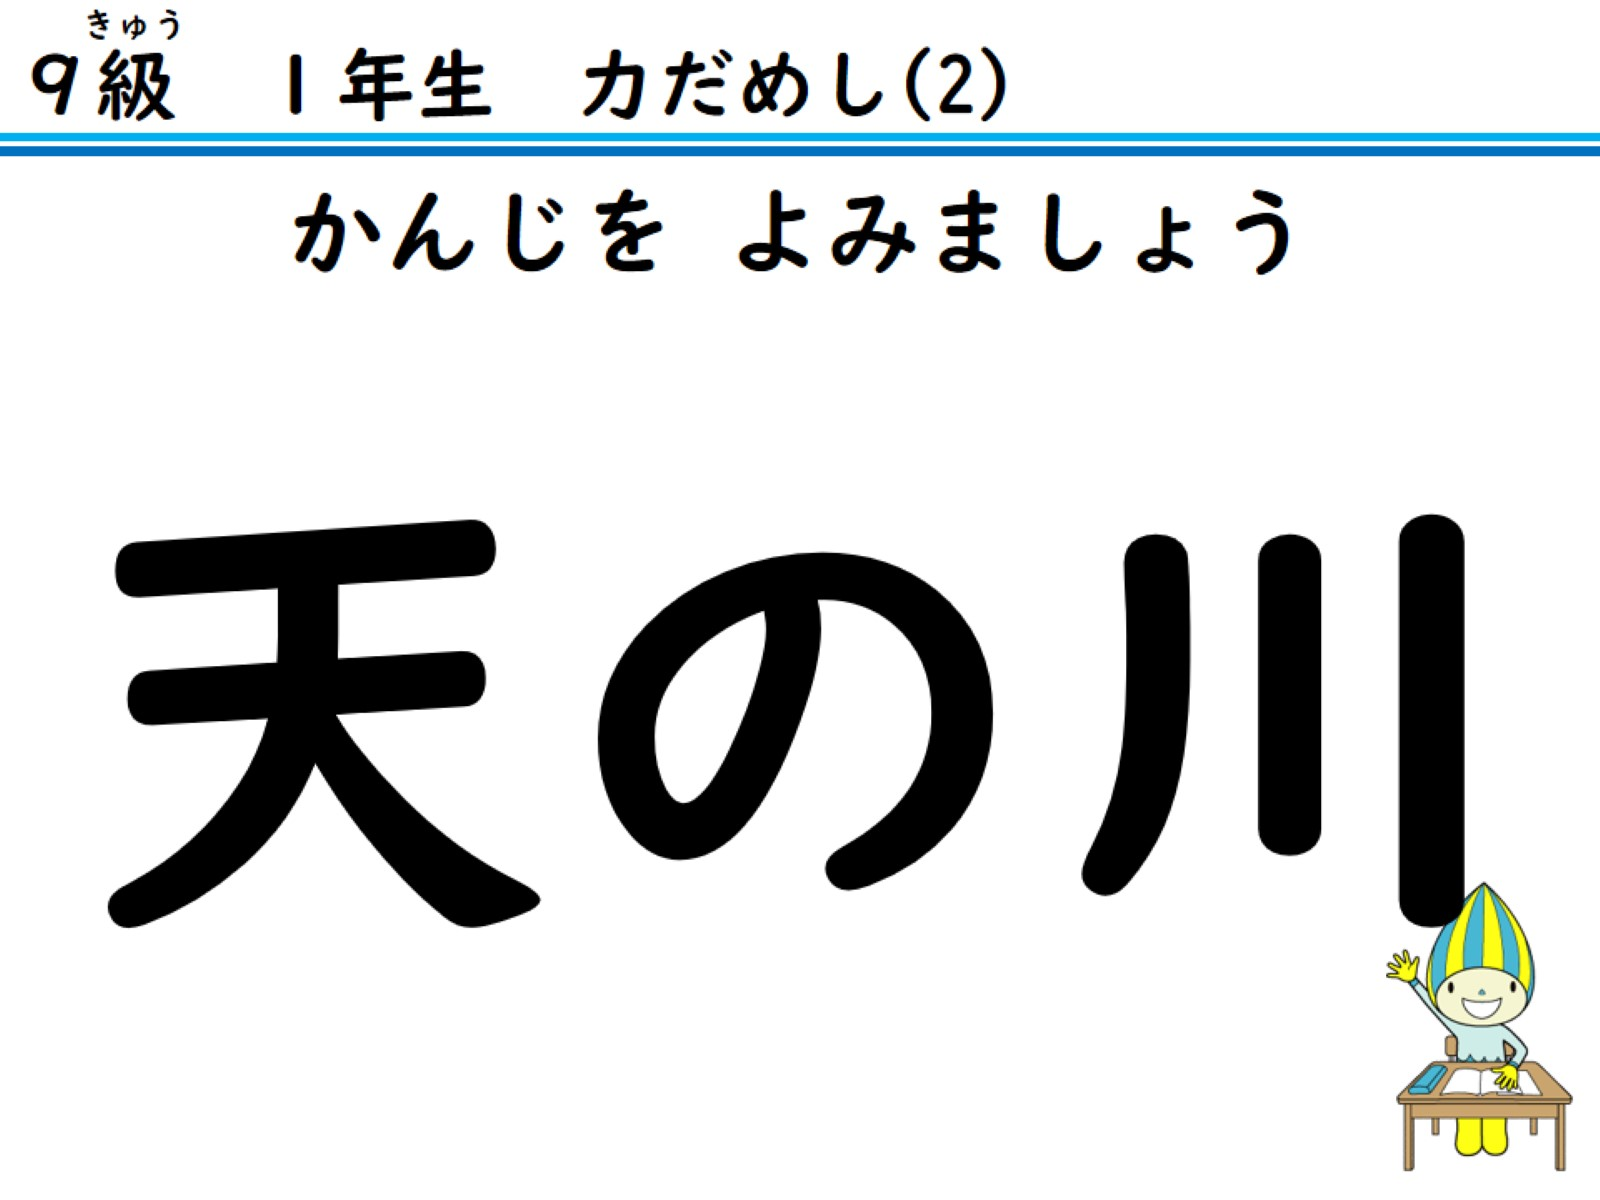 きゅう
９級　１年生　力だめし(2)
かんじを よみましょう
天の川